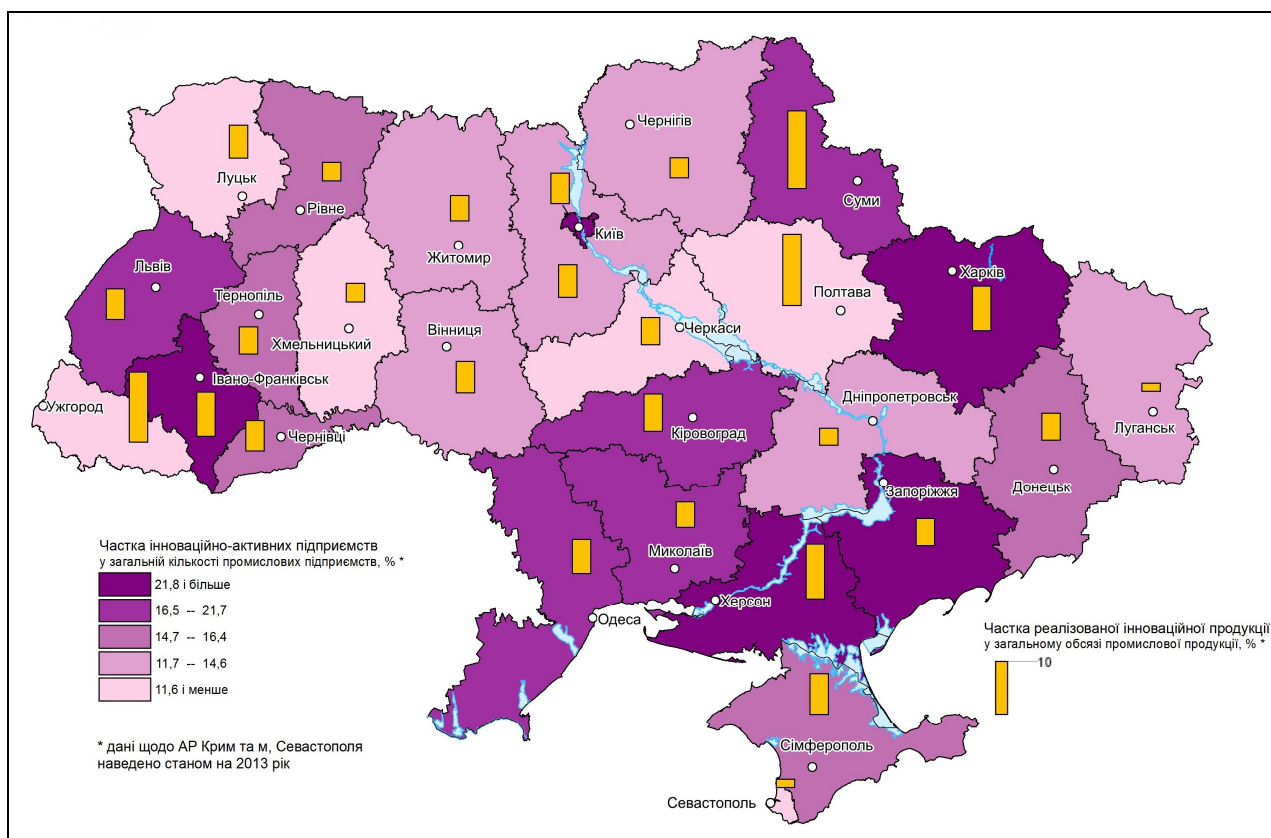 Чернігів
Суми
Луцьк
Рівне
Київ
Житомир
Львів
Харків
Тернопіль
Полтава
Хмельницький
Вінниця
Черкаси
Івано-Франківськ
Ужгород
Дніпропетровськ
Чернівці
Кіровоград
Луганськ
Запоріжжя
Донецьк
Миколаїв
Херсон
Одеса
Сімферополь
Севастополь
Частка інноваційно-активних підприємств
у загальній кількості промислових підприємств, % *
21,8 і більше
16,5 -- 21,7
14,7 -- 16,4
11,7 -- 14,6
11,6 і менше
* дані щодо АР Крим та м, Севастополя
наведено станом на 2013 рік
Частка реалізованої інноваційної продукції
у загальному обсязі промислової продукції, % *
10